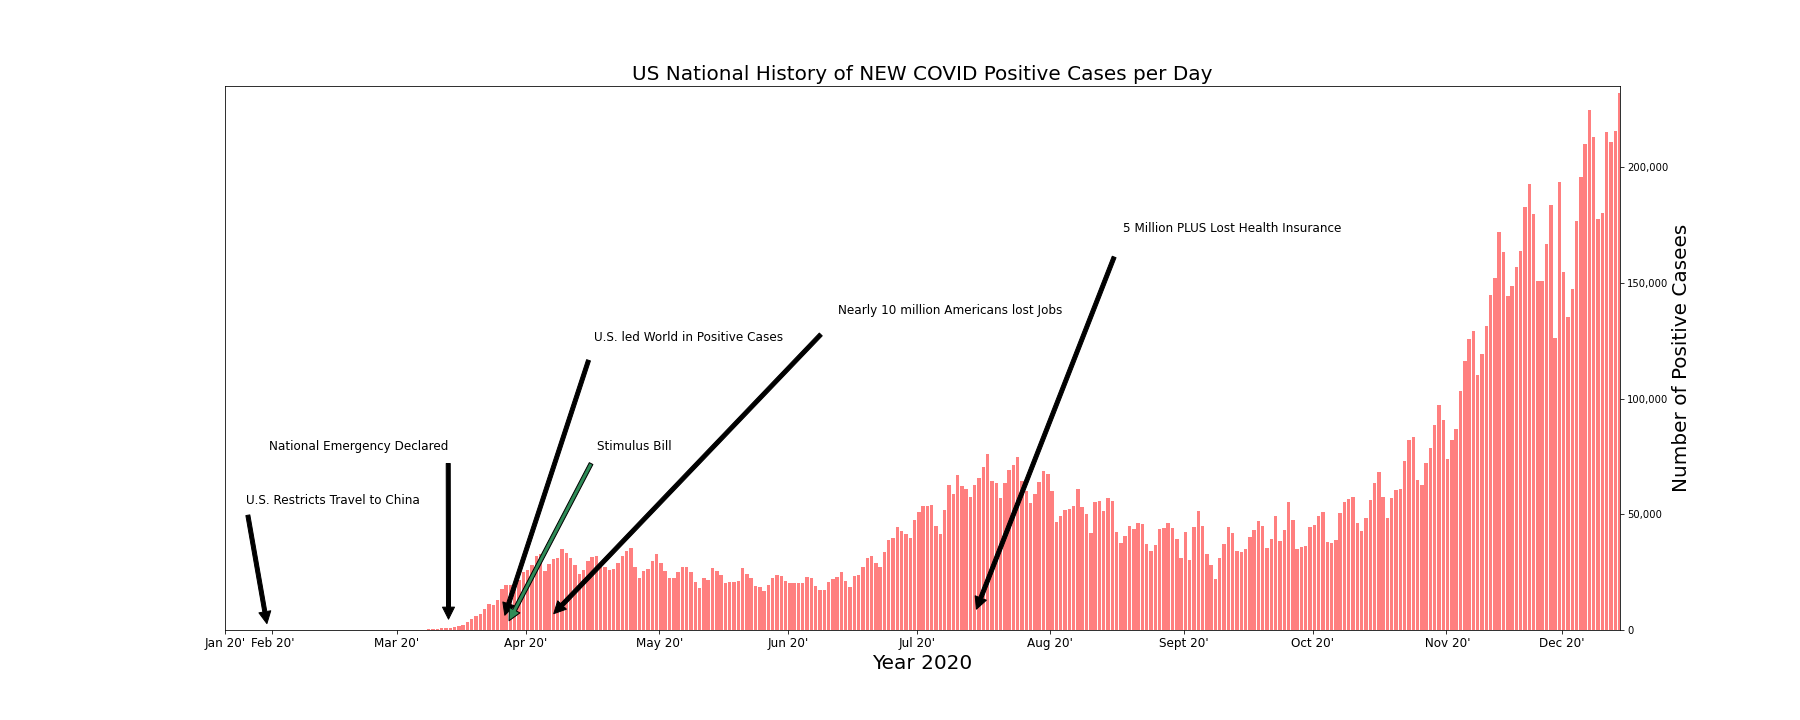 US National History of NEW COVID Positive Cases per Day
200,000
5 Million PLUS Lost Health Insurance
150,000
Nearly 10 million Americans lost Jobs
U.S. led World in Positive Cases
100,000
National Emergency Declared
Stimulus Bill
U.S. Restricts Travel to China
50,000
0
Number of Positive Casees
Jan 20' Feb 20' Mar 20' Apr 20' May 20' Jun 20' Jul 20' Aug 20' Sept 20' Oct 20' Nov 20' Dec 20'
Year 2020